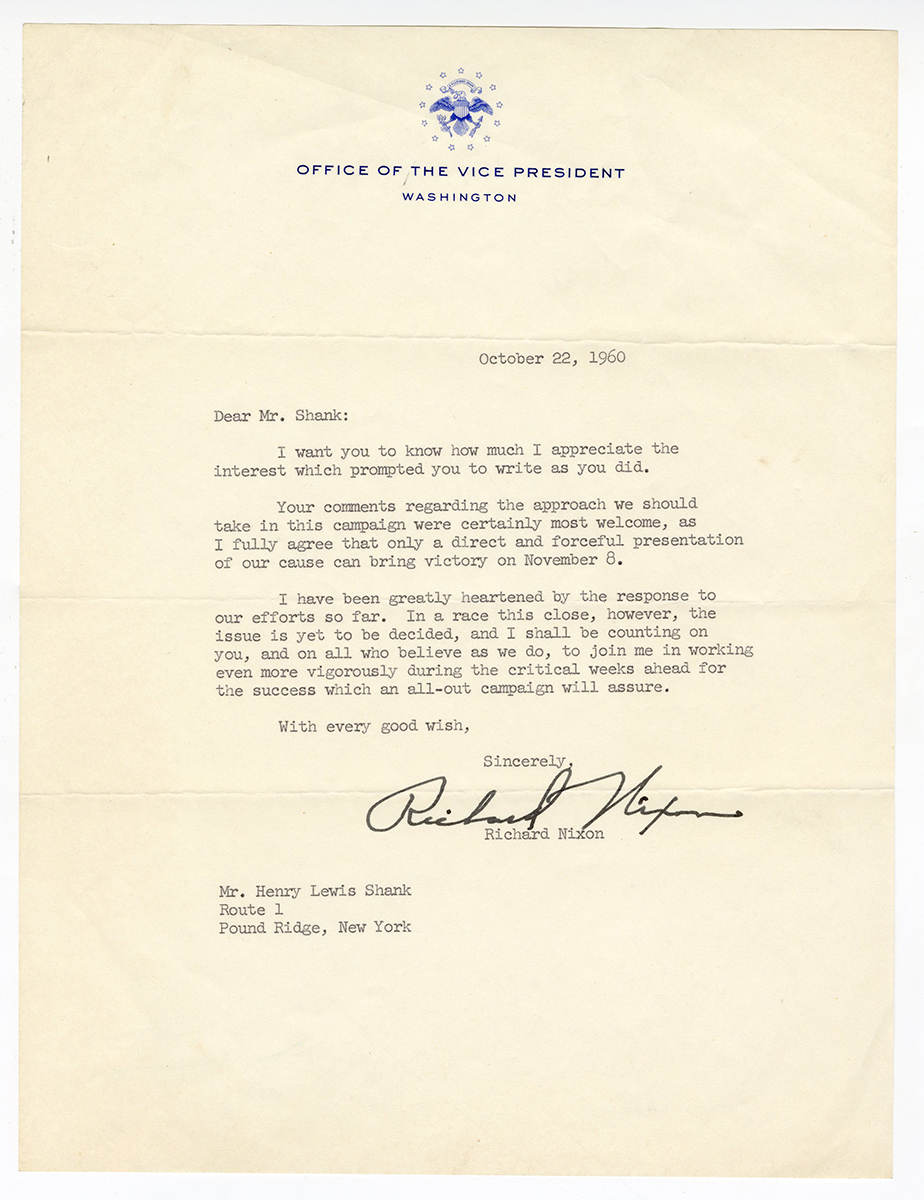 OFFICE OF THE VICE PRESIDENT
WASHINGTON
October 22, 1960
Dear Mr. Shank:
I want you to know how much I appreciate the
interest which prompted you to write as you did.
Your comments regarding the approach we should
take in this campaign were certainly most welcome, as
I fully agree that only a direct and forceful presentation
of our cause can bring victory on November 8.
I have been greatly heartened by the response to
our efforts so far. In a race this close, however, the
issue is yet to be decided, and I shall be counting on
you, and on all who believe as we do, to join me in working
even more vigorously during the critical weeks ahead for
the success which an all-out campaign will assure.
With every good wish,
Sincerely,
Richard Nixon
Richard Nixon
Mr. Henry Lewis Shank
Route 1
Pound Ridge, New York